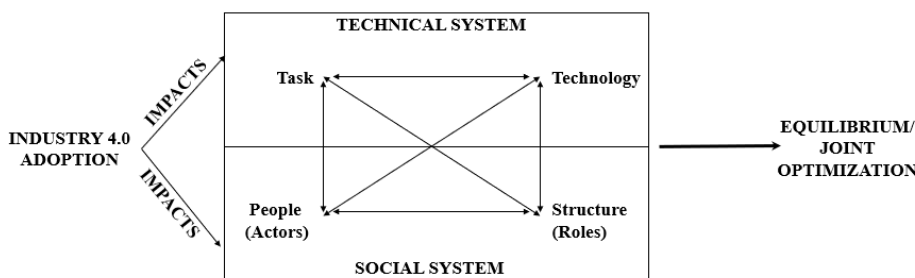 TECHNICAL SYSTEM
Task
Technology
IMPACTS
INDUSTRY 4.0
ADOPTION
IMPACTS
EQUILIBRIUM/
JOINT
OPTIMIZATION
People
(Actors)
Structure
(Roles)
SOCIAL SYSTEM